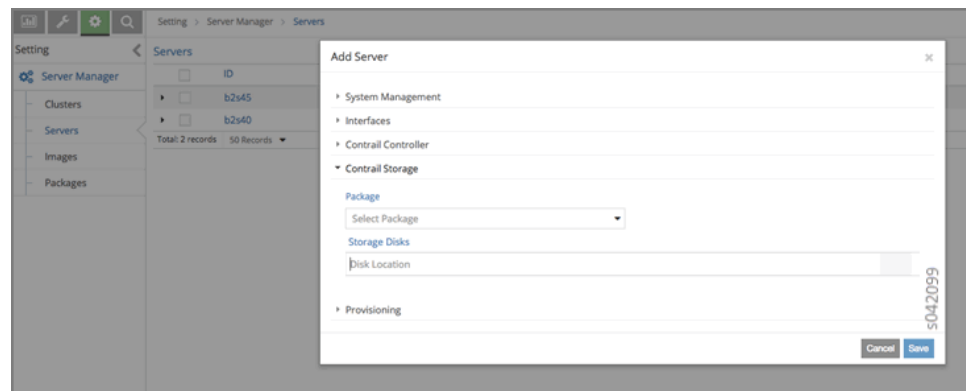 Setting > Server Manager > Servers
Setting
Servers
Add Server
×
ID
Server Manager
System Management
Clusters
b2s45
Interfaces
Servers
b2s40
Contrail Controller
Total: 2 records 50 Records
Images
Contrail Storage
Packages
Package
Select Package
Storage Disks
Disk Location
Provisioning
s042099
Cancel
Save